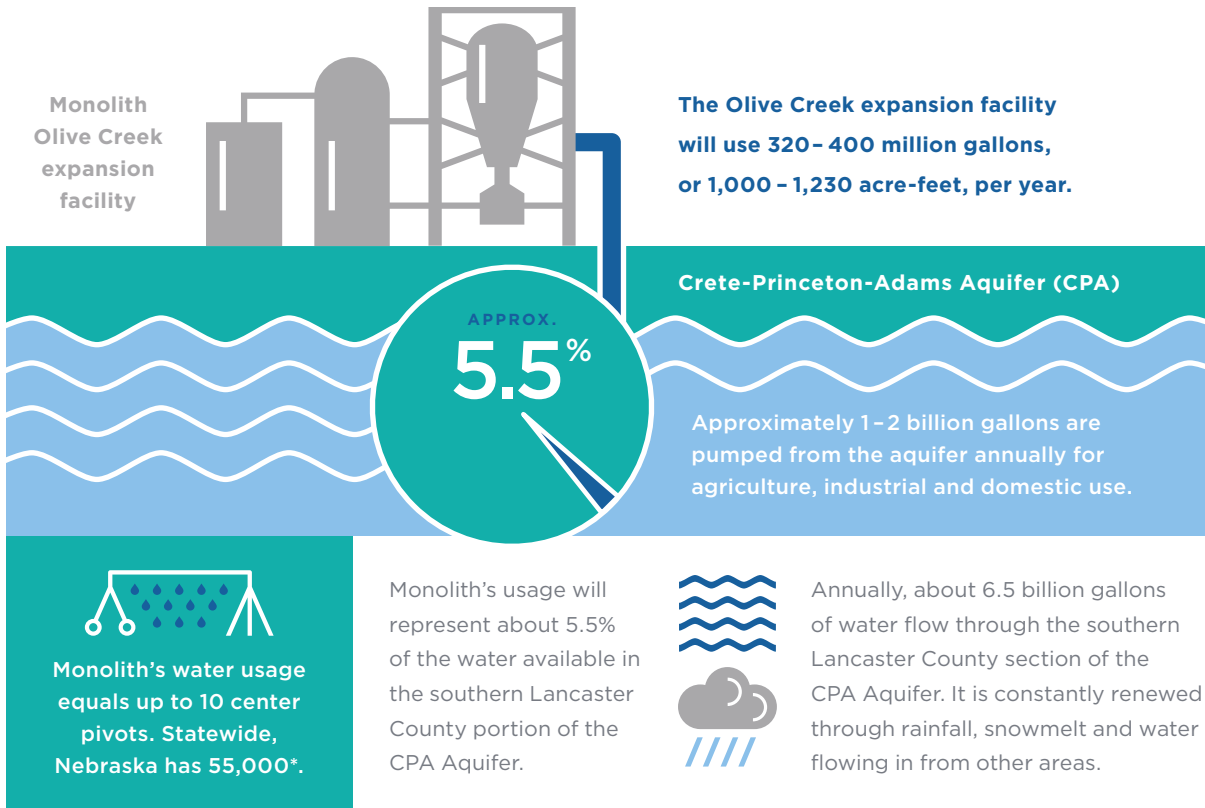 Monolith
Olive Creek
expansion
facility
The Olive Creek expansion facility
will use 320–400 million gallons,
or 1,000–1,230 acre-feet, per year.
Crete-Princeton-Adams Aquifer (CPA)
APPROX.
5.5%
Approximately 1–2 billion gallons are
pumped from the aquifer annually for
agriculture, industrial and domestic use.
Monolith’s water usage
equals up to 10 center
pivots. Statewide,
Nebraska has 55,000*.
Monolith’s usage will
represent about 5.5%
of the water available in
the southern Lancaster
County portion of the
CPA Aquifer.
Annually, about 6.5 billion gallons
of water flow through the southern
Lancaster County section of the
CPA Aquifer. It is constantly renewed
through rainfall, snowmelt and water
flowing in from other areas.